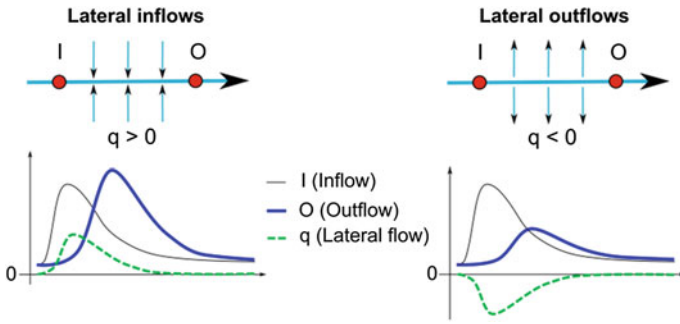 Lateral inflows
I O
q > 0
0
Lateral outflows
I O
q < 0
0
I (Inflow)
O (Outflow)
q (Lateral flow)